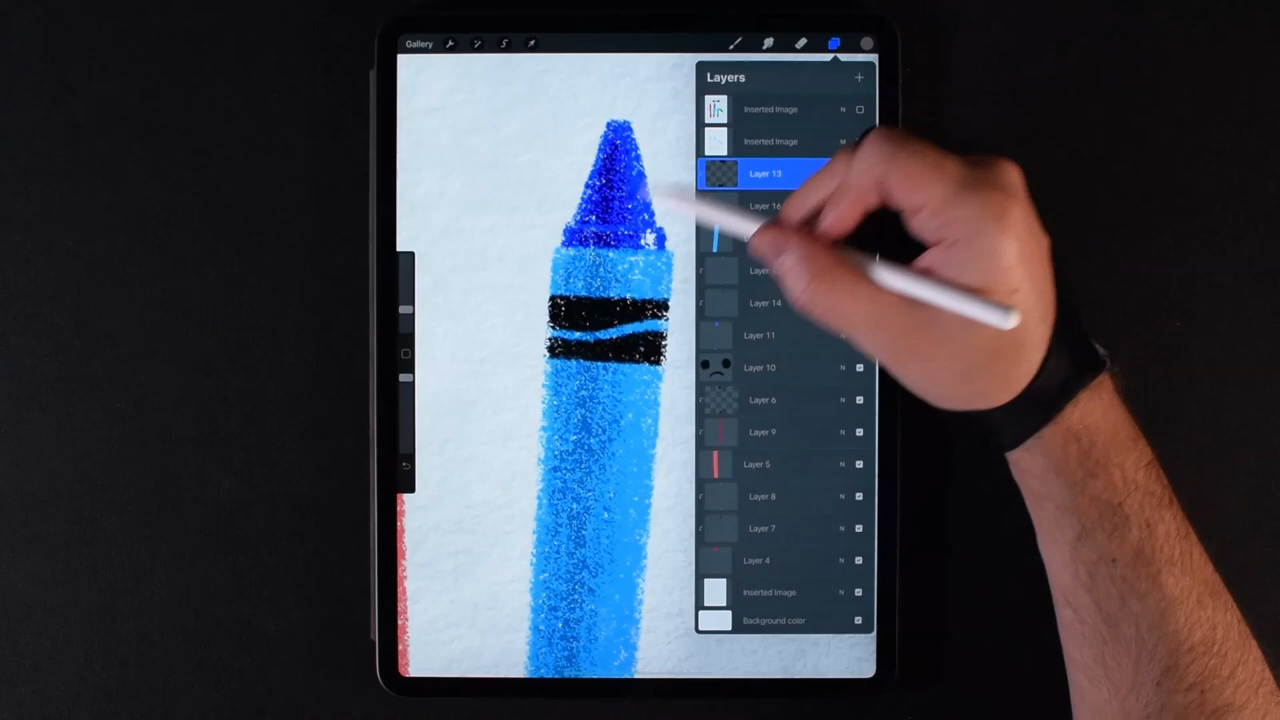 Gallery
Layers
Inserted Image N
Inserted Image M
Layer 13
Layer 16
Layer 14
Layer 11
Layer 10 N
Layer 6 N
Layer 9 N
Layer 5 N
Layer 8 N
Layer 7 N
Layer 4 N
Inserted Image N
Background color